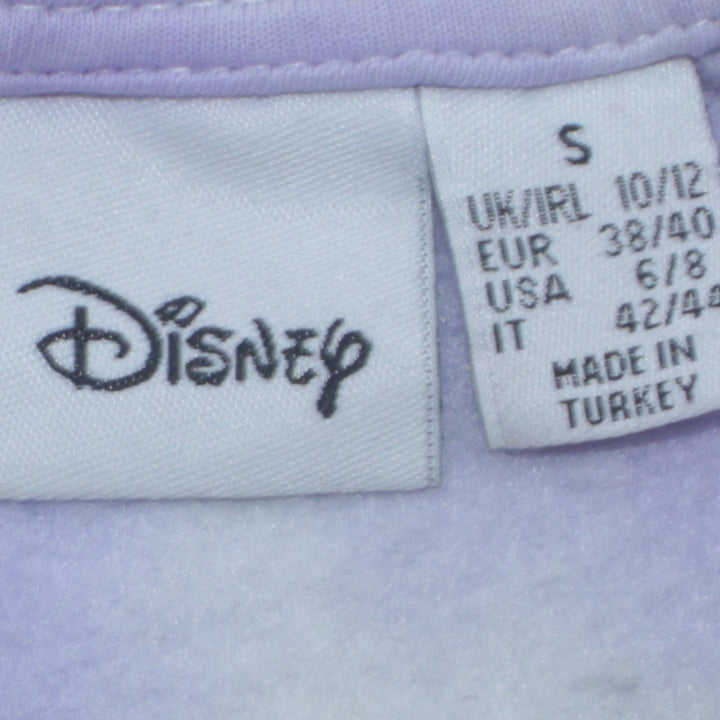 Disney
S
UK/IRL 10/12
EUR 38/40
USA 6/8
IT 42/44
MADE IN
TURKEY